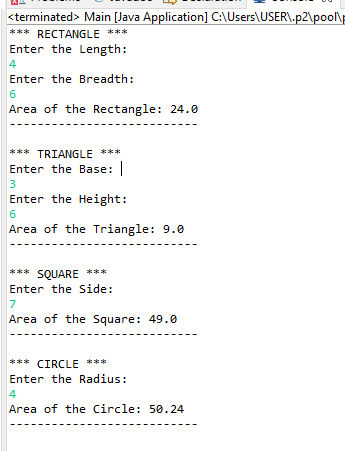 <terminated> Main [Java Application] C:\Users\USER\.p2\pool\p
*** RECTANGLE ***
Enter the Length:
4
Enter the Breadth:
6
Area of the Rectangle: 24.0
---------------------------
*** TRIANGLE ***
Enter the Base:
3
Enter the Height:
6
Area of the Triangle: 9.0
---------------------------
*** SQUARE ***
Enter the Side:
7
Area of the Square: 49.0
---------------------------
*** CIRCLE ***
Enter the Radius:
4
Area of the Circle: 50.24
---------------------------